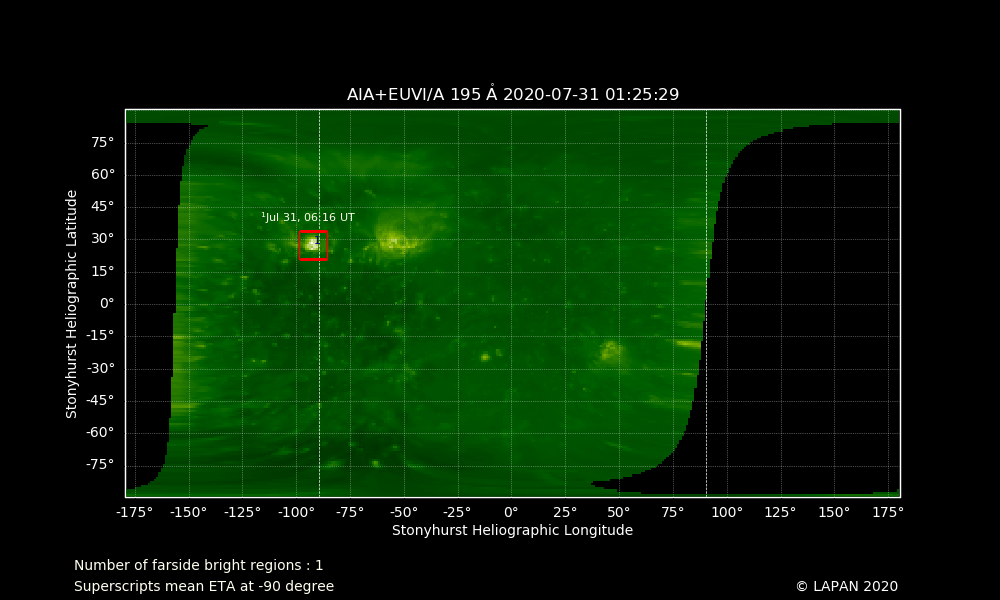 AIA+EUVI/A 195 Å 2020-07-31 01:25:29
75°
60°
45°
¹Jul 31, 06:16 UT
30°
15°
0°
-15°
-30°
-45°
-60°
-75°
Stonyhurst Heliographic Latitude
-175° -150° -125° -100° -75° -50° -25° 0° 25° 50° 75° 100° 125° 150° 175°
Stonyhurst Heliographic Longitude
Number of farside bright regions : 1
Superscripts mean ETA at -90 degree
© LAPAN 2020